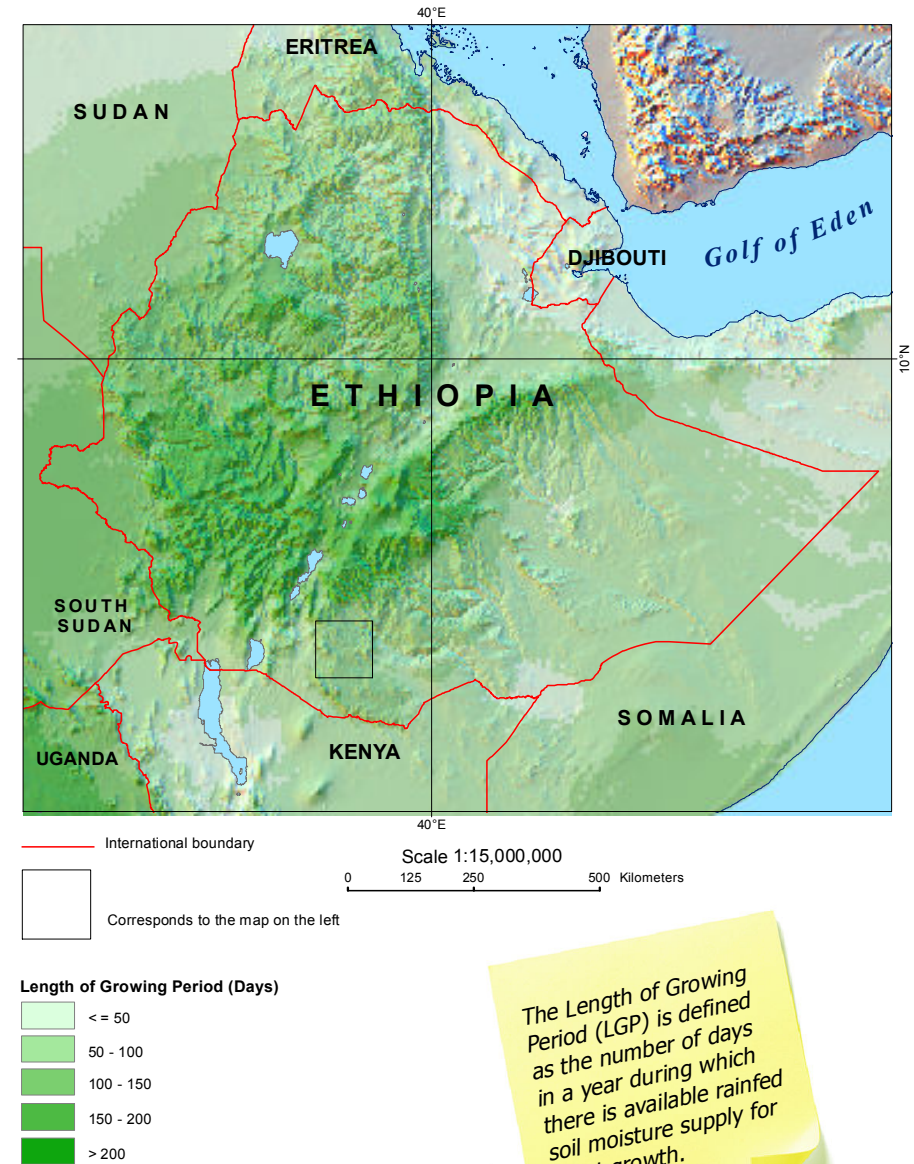 40°E
ERITREA
SUDAN
DJIBOUTI
Golf of Eden
10°N
ETHIOPIA
SOUTH
SUDAN
SOMALIA
UGANDA
KENYA
40°E
International boundary
Scale 1:15,000,000
0 125 250 500 Kilometers
Corresponds to the map on the left
Length of Growing Period (Days)
< = 50
50 - 100
100 - 150
150 - 200
> 200
The Length of Growing
Period (LGP) is defined
as the number of days
in a year during which
there is available rainfed
soil moisture supply for
growth.